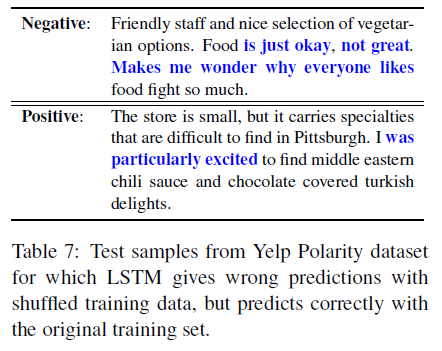 Negative: Friendly staff and nice selection of vegetar-
ian options. Food is just okay, not great.
Makes me wonder why everyone likes
food fight so much.
Positive: The store is small, but it carries specialties
that are difficult to find in Pittsburgh. I was
particularly excited to find middle eastern
chili sauce and chocolate covered turkish
delights.
Table 7: Test samples from Yelp Polarity dataset
for which LSTM gives wrong predictions with
shuffled training data, but predicts correctly with
the original training set.